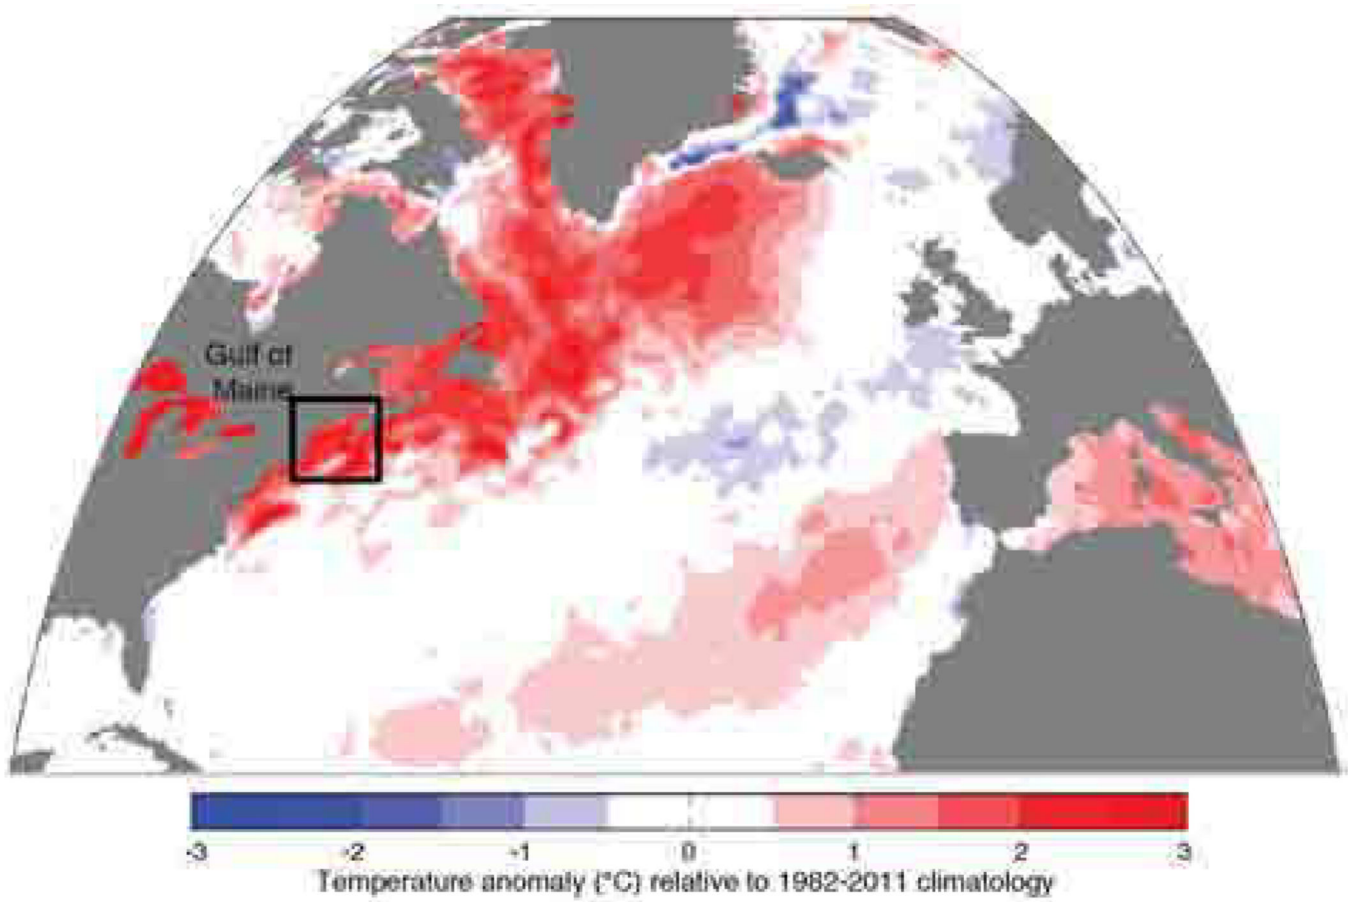 Gulf of
Maine
-3 -2 -1 0 1 2 3
Temperature anomaly (°C) relative to 1982-2011 climatology